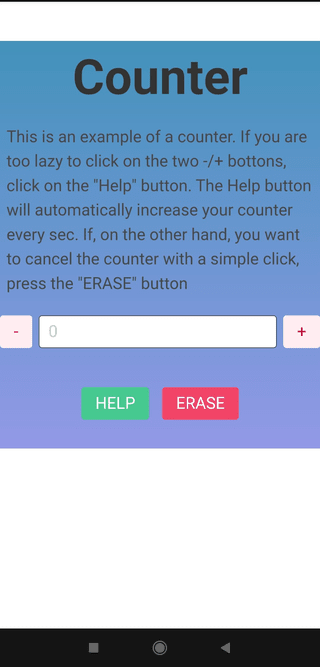 Counter
This is an example of a counter. If you are
too lazy to click on the two -/+ bottons,
click on the "Help" button. The Help button
will automatically increase your counter
every sec. If, on the other hand, you want
to cancel the counter with a simple click,
press the "ERASE" button
- 0 +
HELP ERASE